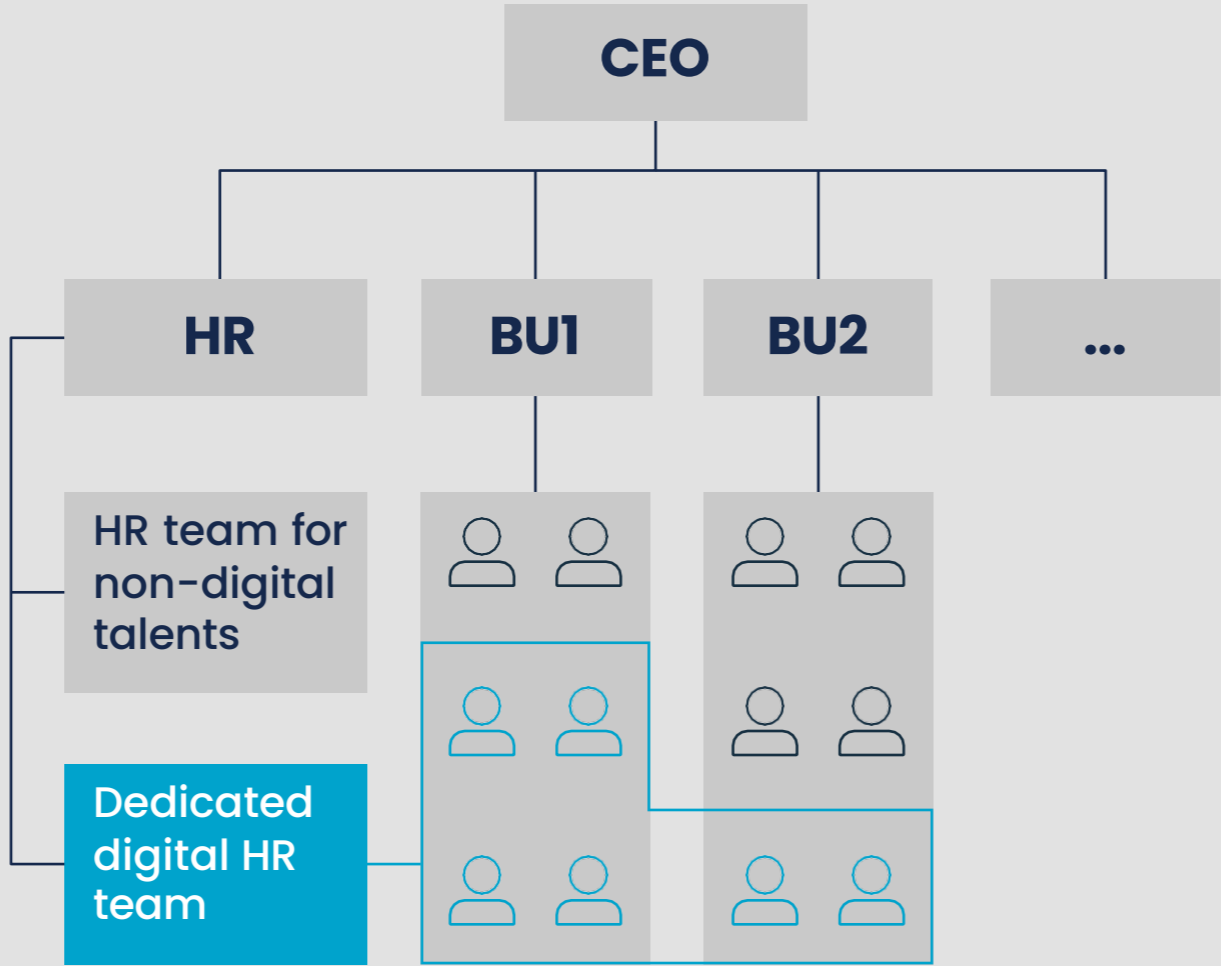 CEO
HR
BU1
BU2
...
HR team for
non-digital
talents
Dedicated
digital HR
team